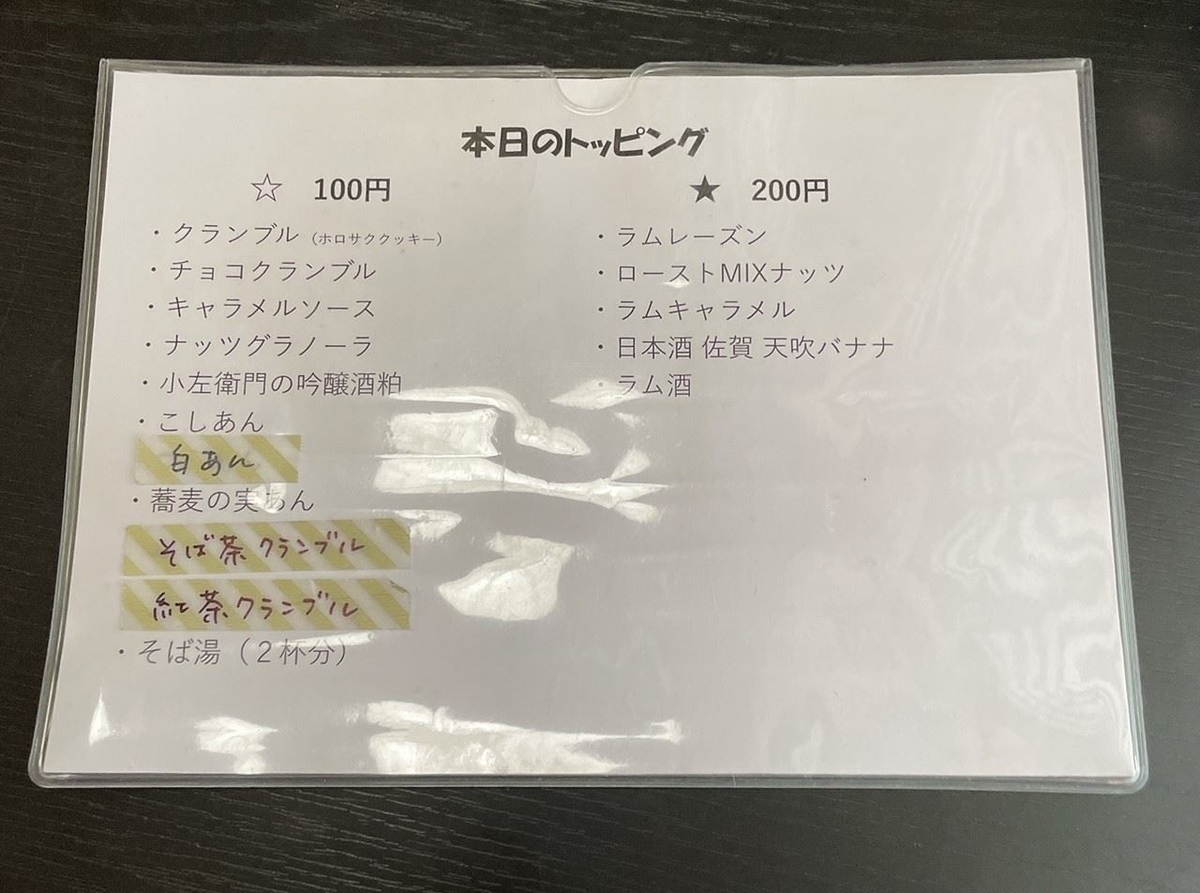 本日のトッピング
☆ 100円
・クランブル（ホロサククッキー）
・チョコクランブル
・キャラメルソース
・ナッツグラノーラ
・小左衛門の吟醸酒粕
・こしあん
白あん
・蕎麦の実あん
そば茶クランブル
紅茶クランブル
・そば湯（２杯分）
★ 200円
・ラムレーズン
・ローストMIXナッツ
・ラムキャラメル
・日本酒 佐賀 天吹バナナ
・ラム酒